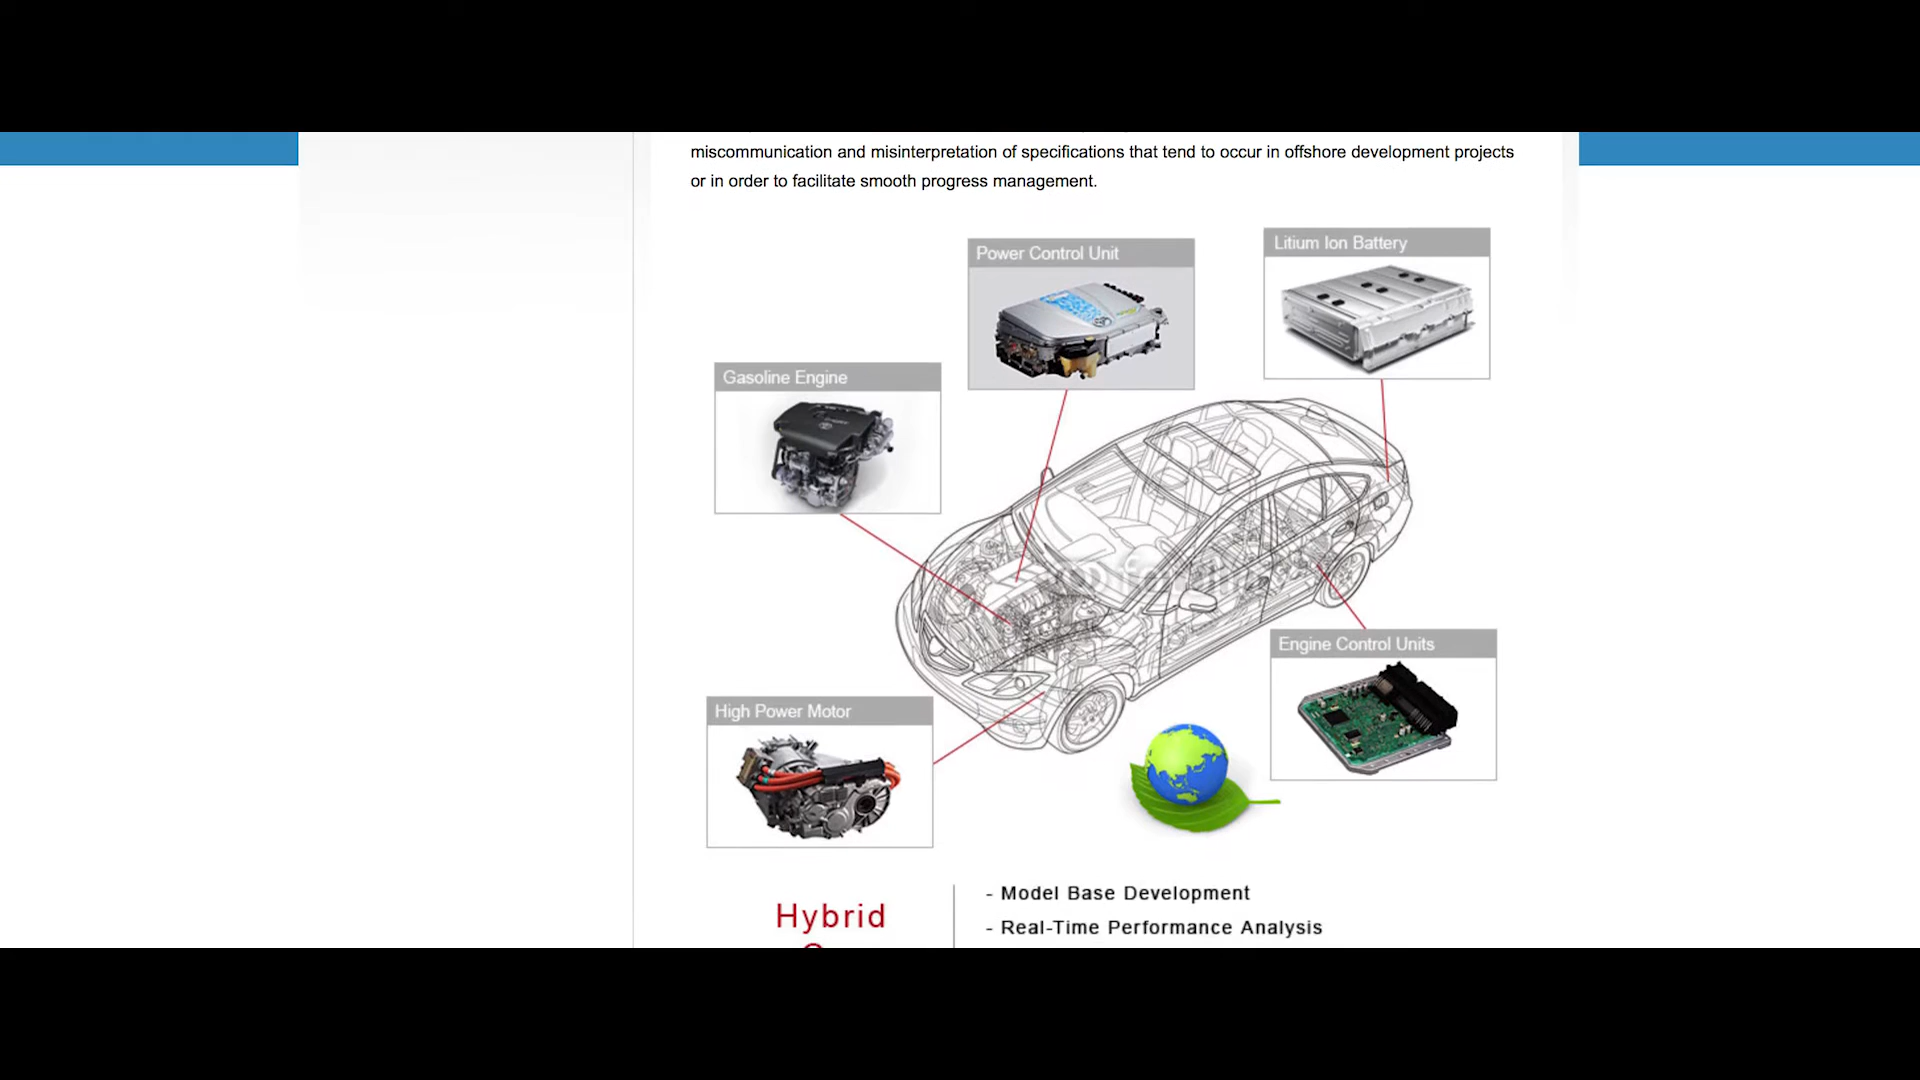 miscommunication and misinterpretation of specifications that tend to occur in offshore development projects
or in order to facilitate smooth progress management.
Power Control Unit
Litium Ion Battery
Gasoline Engine
Engine Control Units
High Power Motor
Hybrid
- Model Base Development
- Real-Time Performance Analysis